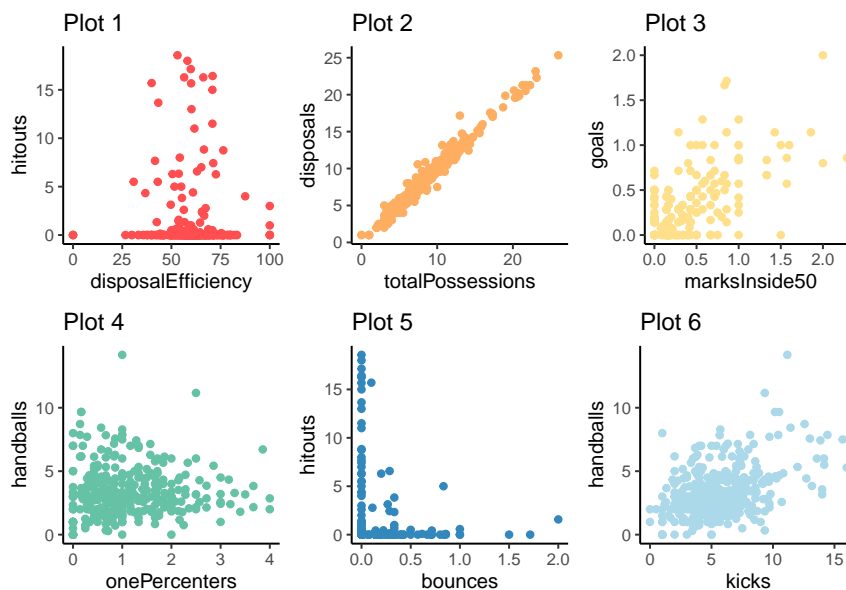 Plot 1
hitouts
15
10
5
0
0 25 50 75 100
disposalEfficiency
Plot 2
disposals
25
20
15
10
5
0
0 10 20
totalPossessions
Plot 3
goals
2.0
1.5
1.0
0.5
0.0
0.0 0.5 1.0 1.5 2.0
marksInside50
Plot 4
handballs
10
5
0
0 1 2 3 4
onePercenters
Plot 5
hitouts
15
10
5
0
0.0 0.5 1.0 1.5 2.0
bounces
Plot 6
handballs
10
5
0
0 5 10 15
kicks